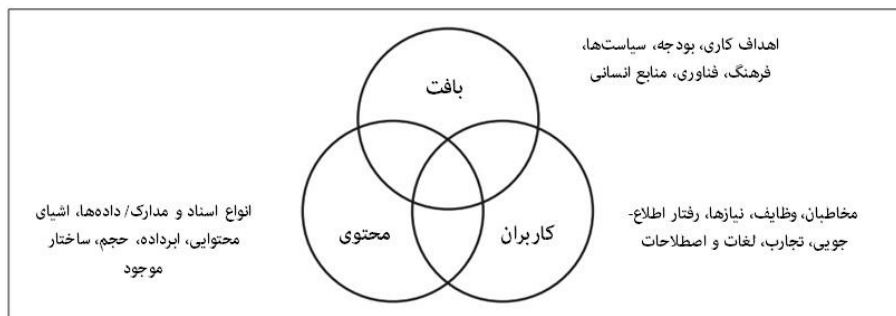 اهداف کاری، بودجه، سیاست‌ها،
فرهنگ، فناوری، منابع انسانی
بافت
مخاطبان، وظایف، نیازها، رفتار اطلاع-
جویی، تجارب، لغات و اصطلاحات
کاربران
محتوی
انواع اسناد و مدارک/ داده‌ها، اشیای
محتوایی، ابرداده، حجم، ساختار
موجود